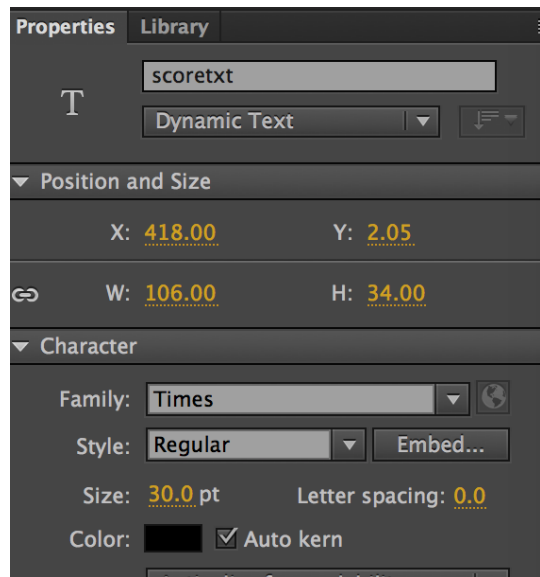 Properties Library
T
scoretxt
Dynamic Text
Position and Size
X: 418.00 Y: 2.05
W: 106.00 H: 34.00
Character
Family: Times
Style: Regular Embed...
Size: 30.0 pt Letter spacing: 0.0
Color: Auto kern